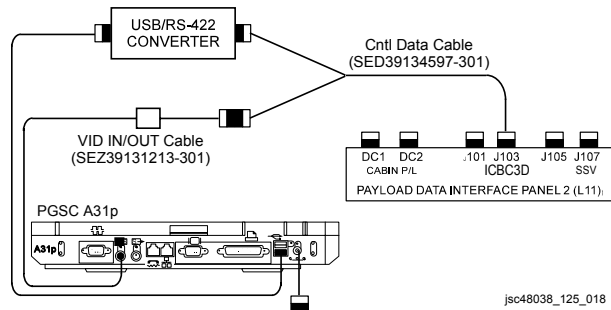 USB/RS-422
CONVERTER
Cntl Data Cable
(SED39134597-301)
VID IN/OUT Cable
(SEZ39131213-301)
DC1 DC2 J101 J103 J105 J107
CABIN P/L ICBC3D SSV
PAYLOAD DATA INTERFACE PANEL 2 (L11)
PGSC A31p
A31p
jsc48038_125_018